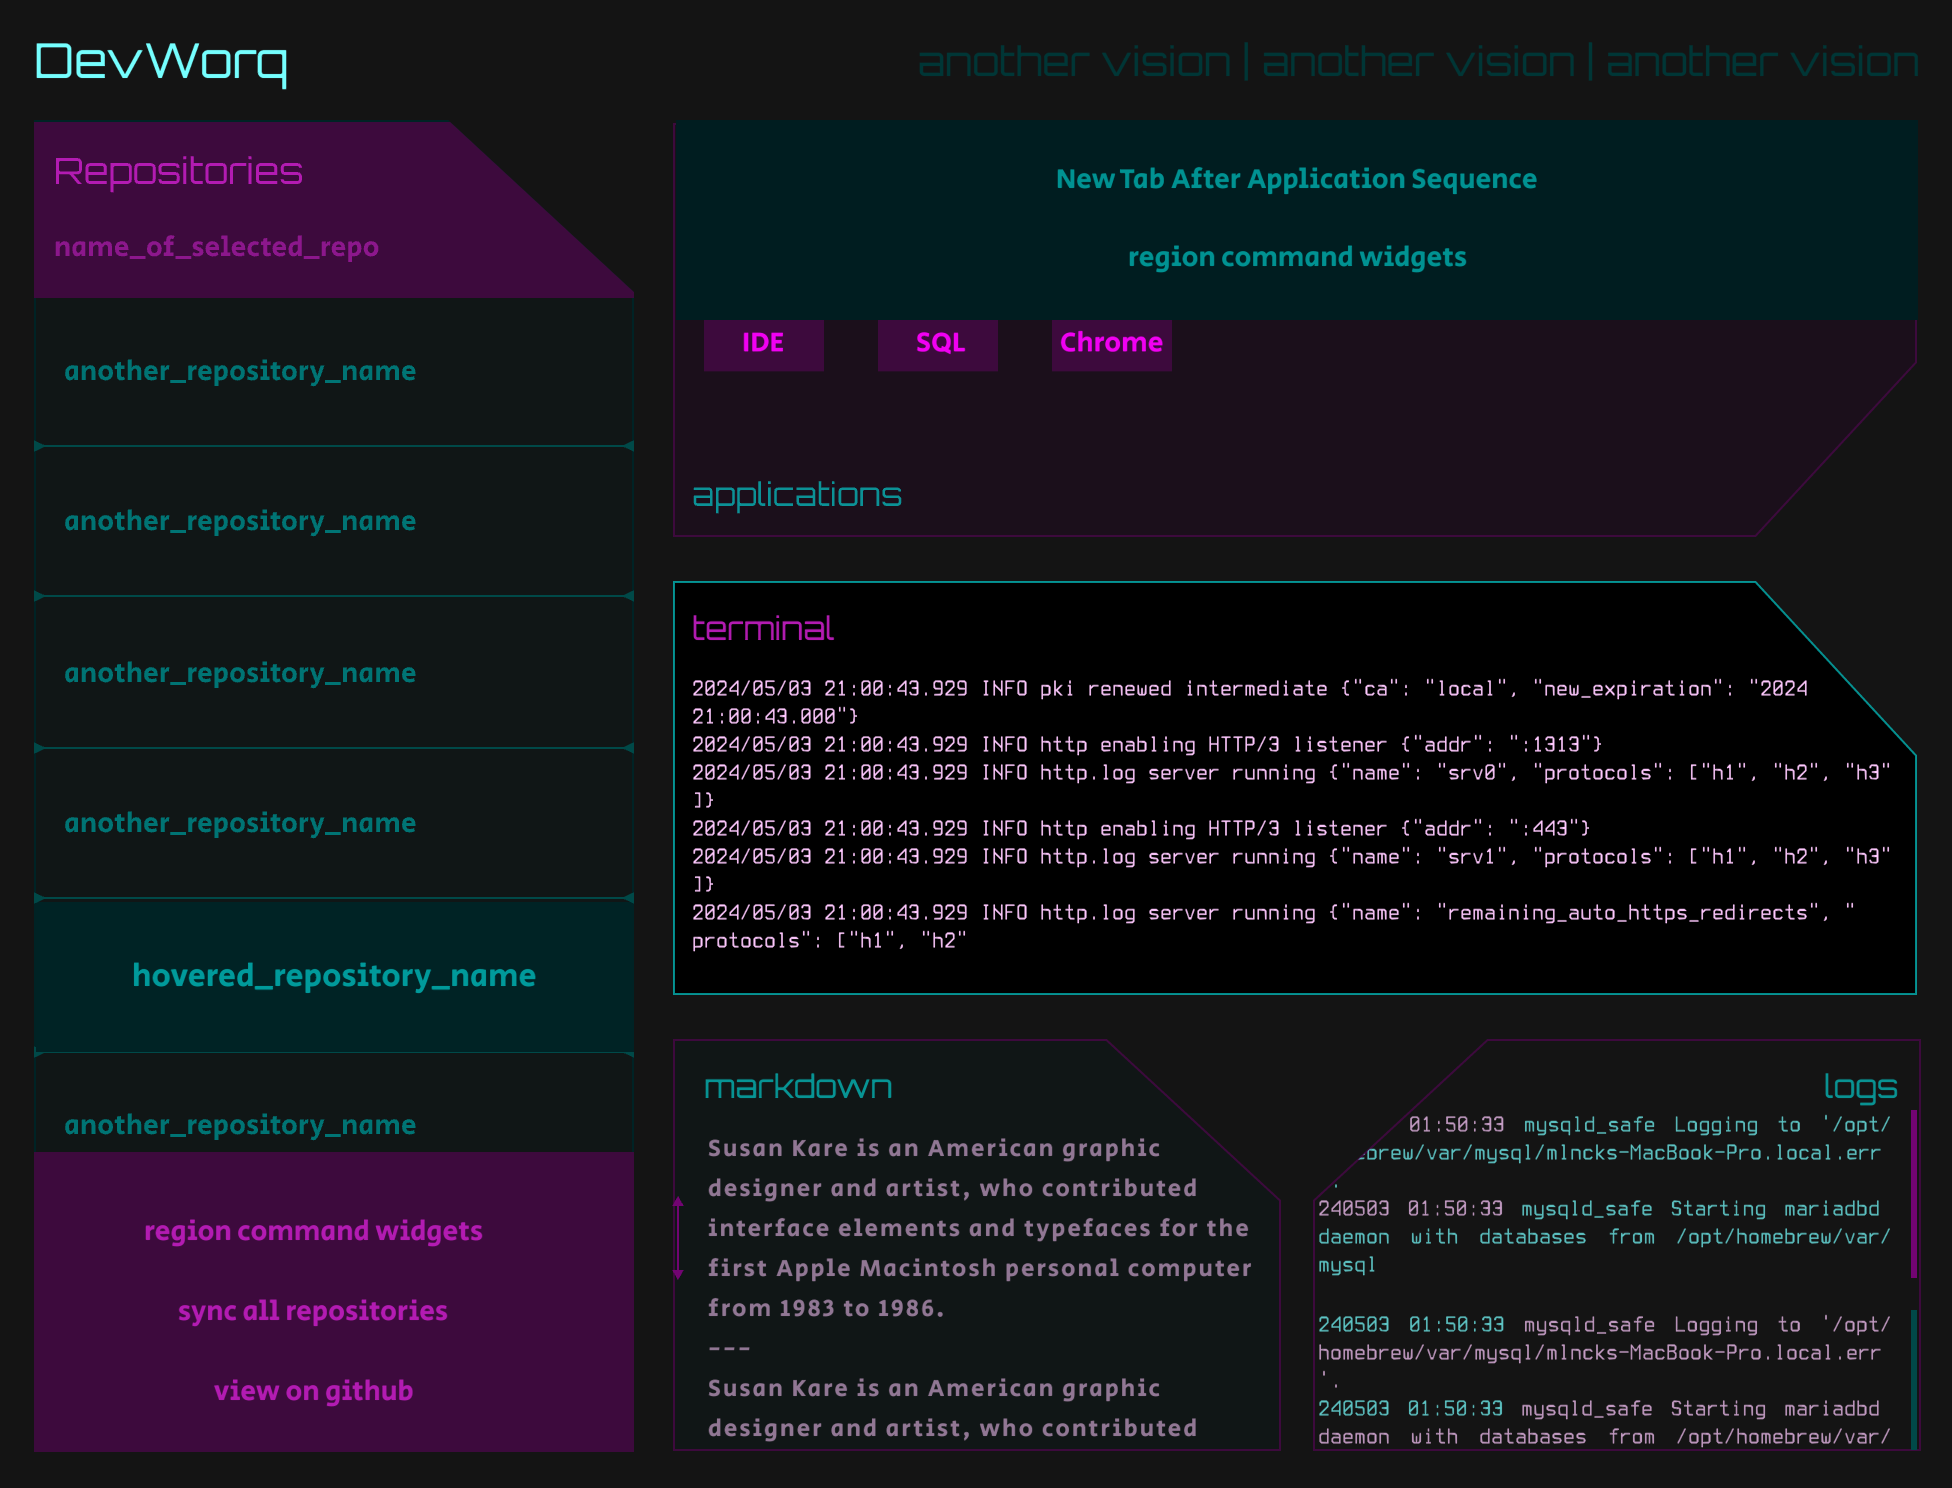 DevWorq
another vision | another vision | another vision
Repositories
name_of_selected_repo
another_repository_name
another_repository_name
another_repository_name
another_repository_name
hovered_repository_name
another_repository_name
region command widgets
sync all repositories
view on github
New Tab After Application Sequence
region command widgets
IDE
SQL
Chrome
applications
terminal
2024/05/03 21:00:43.929 INFO pki renewed intermediate {"ca": "local", "new_expiration": "2024
21:00:43.000"}
2024/05/03 21:00:43.929 INFO http enabling HTTP/3 listener {"addr": ":1313"}
2024/05/03 21:00:43.929 INFO http.log server running {"name": "srv0", "protocols": ["h1", "h2", "h3"
]}
2024/05/03 21:00:43.929 INFO http enabling HTTP/3 listener {"addr": ":443"}
2024/05/03 21:00:43.929 INFO http.log server running {"name": "srv1", "protocols": ["h1", "h2", "h3"
]}
2024/05/03 21:00:43.929 INFO http.log server running {"name": "remaining_auto_https_redirects", "
protocols": ["h1", "h2"
markdown
Susan Kare is an American graphic
designer and artist, who contributed
interface elements and typefaces for the
first Apple Macintosh personal computer
from 1983 to 1986.
---
Susan Kare is an American graphic
designer and artist, who contributed
logs
01:50:33 mysqld_safe Logging to '/opt/
ebrew/var/mysql/mlncks-MacBook-Pro.local.err
.
240503 01:50:33 mysqld_safe Starting mariadbd
daemon with databases from /opt/homebrew/var/
mysql
240503 01:50:33 mysqld_safe Logging to '/opt/
homebrew/var/mysql/mlncks-MacBook-Pro.local.err
'.
240503 01:50:33 mysqld_safe Starting mariadbd
daemon with databases from /opt/homebrew/var/